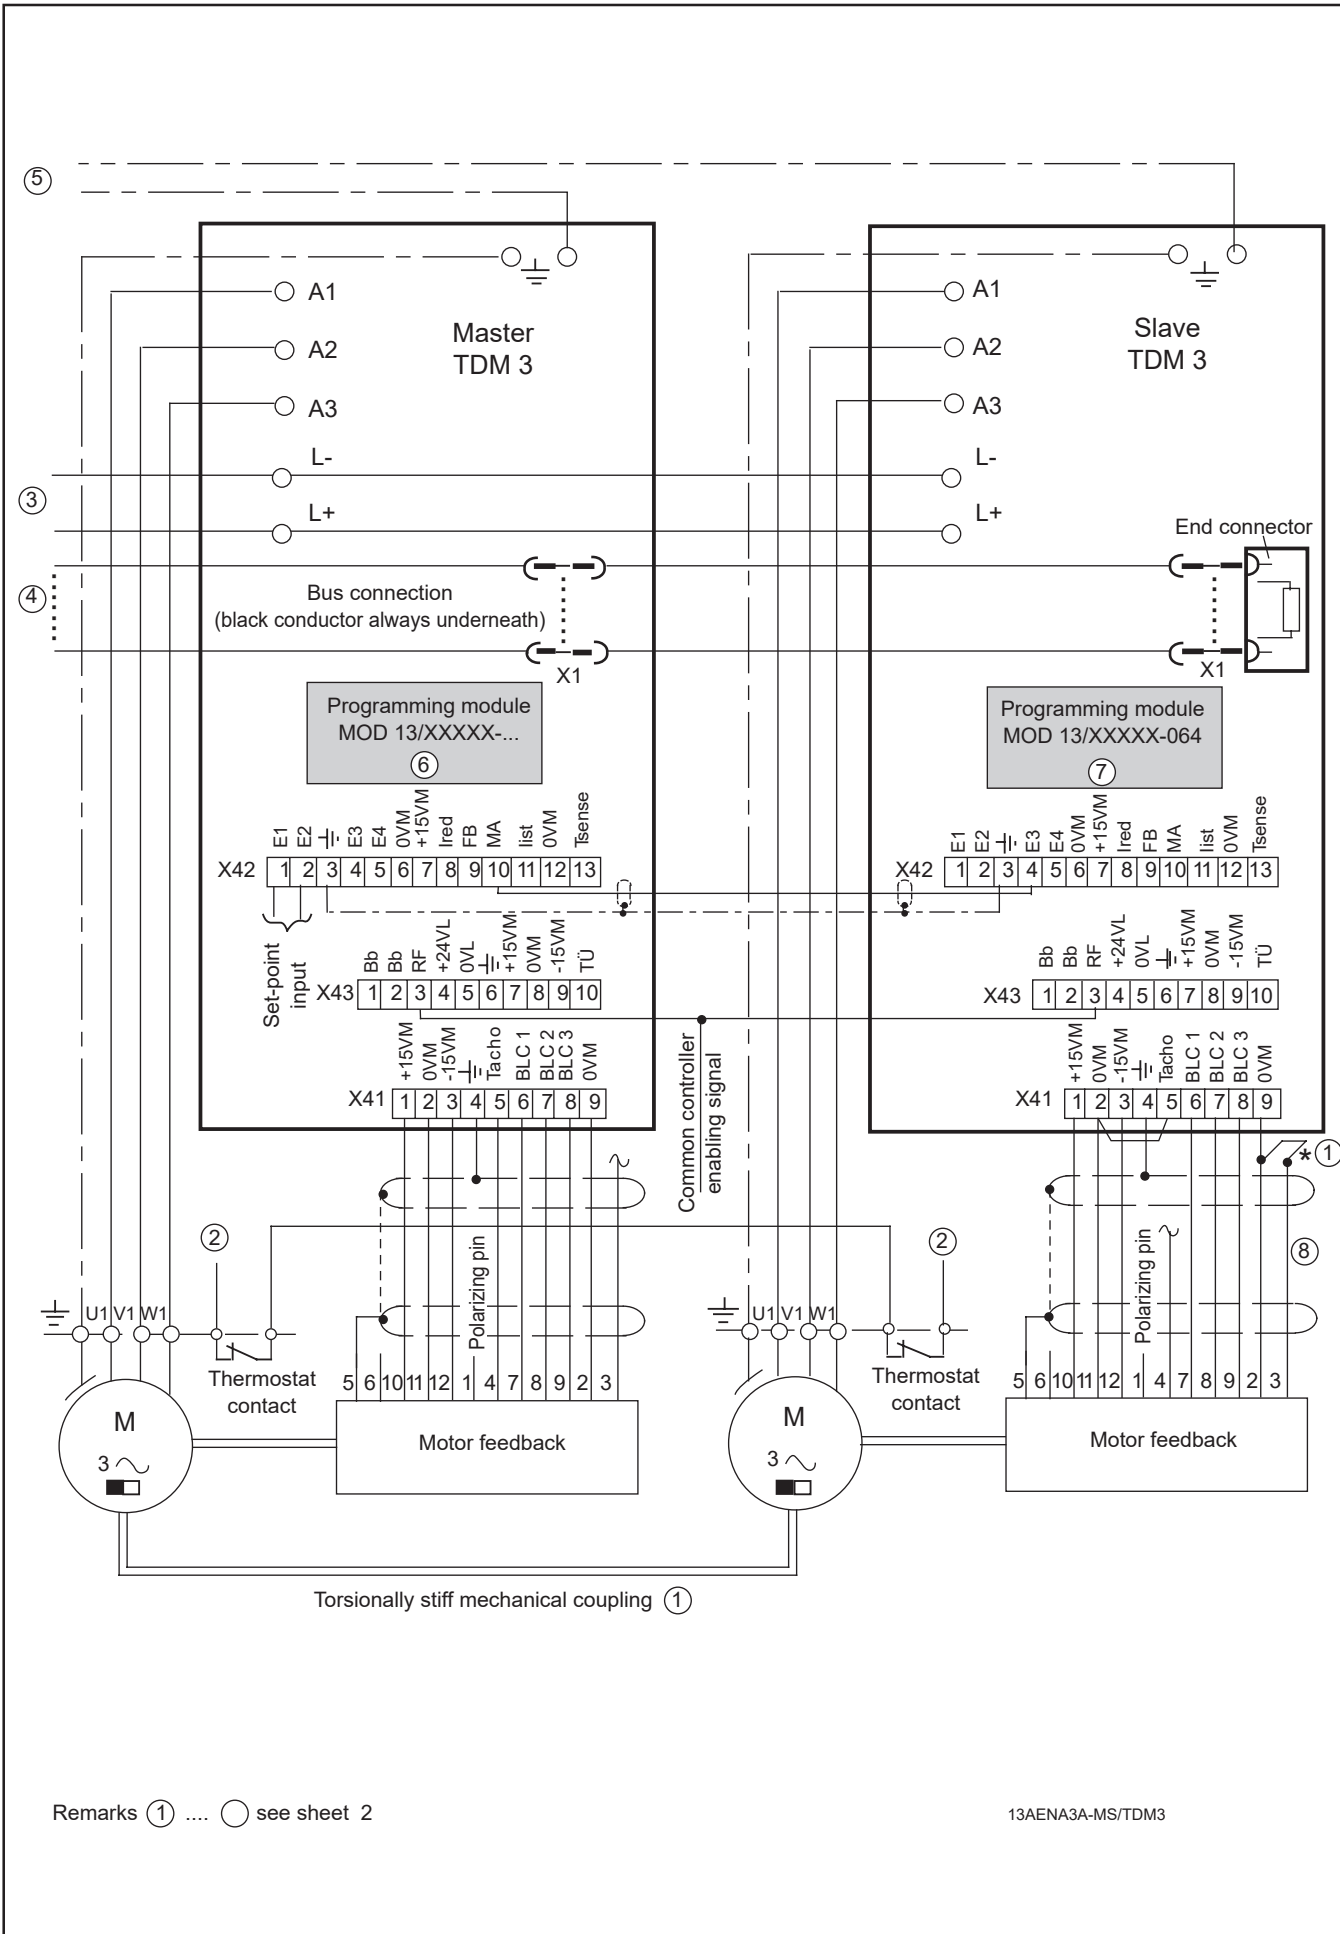 5
A1
A2
A3
Master
TDM 3
A1
A2
A3
Slave
TDM 3
3
L-
L+
L-
L+
End connector
4
Bus connection
(black conductor always underneath)
X1
X1
Programming module
MOD 13/XXXXX-...
6
Programming module
MOD 13/XXXXX-064
7
E1 E2 E3 E4 0VM +15VM Ired FB MA list 0VM Tsense
X42 1 2 3 4 5 6 7 8 9 10 11 12 13
E1 E2 E3 E4 0VM +15VM Ired FB MA list 0VM Tsense
X42 1 2 3 4 5 6 7 8 9 10 11 12 13
Set-point
input
Bb Bb RF +24VL 0VL +15VM 0VM -15VM TÜ
X43 1 2 3 4 5 6 7 8 9 10
Bb Bb RF +24VL 0VL +15VM 0VM -15VM TÜ
X43 1 2 3 4 5 6 7 8 9 10
+15VM 0VM -15VM Tacho BLC 1 BLC 2 BLC 3 0VM
X41 1 2 3 4 5 6 7 8 9
Common controller
enabling signal
+15VM 0VM -15VM Tacho BLC 1 BLC 2 BLC 3 0VM
X41 1 2 3 4 5 6 7 8 9
* 1
2
Polarizing pin
2
Polarizing pin
8
U1 V1 W1
U1 V1 W1
Thermostat
contact
5 6 10 11 12 1 4 7 8 9 2 3
Thermostat
contact
5 6 10 11 12 1 4 7 8 9 2 3
M
3
Motor feedback
M
3
Motor feedback
Torsionally stiff mechanical coupling 1
Remarks 1 .... see sheet 2
13AENA3A-MS/TDM3